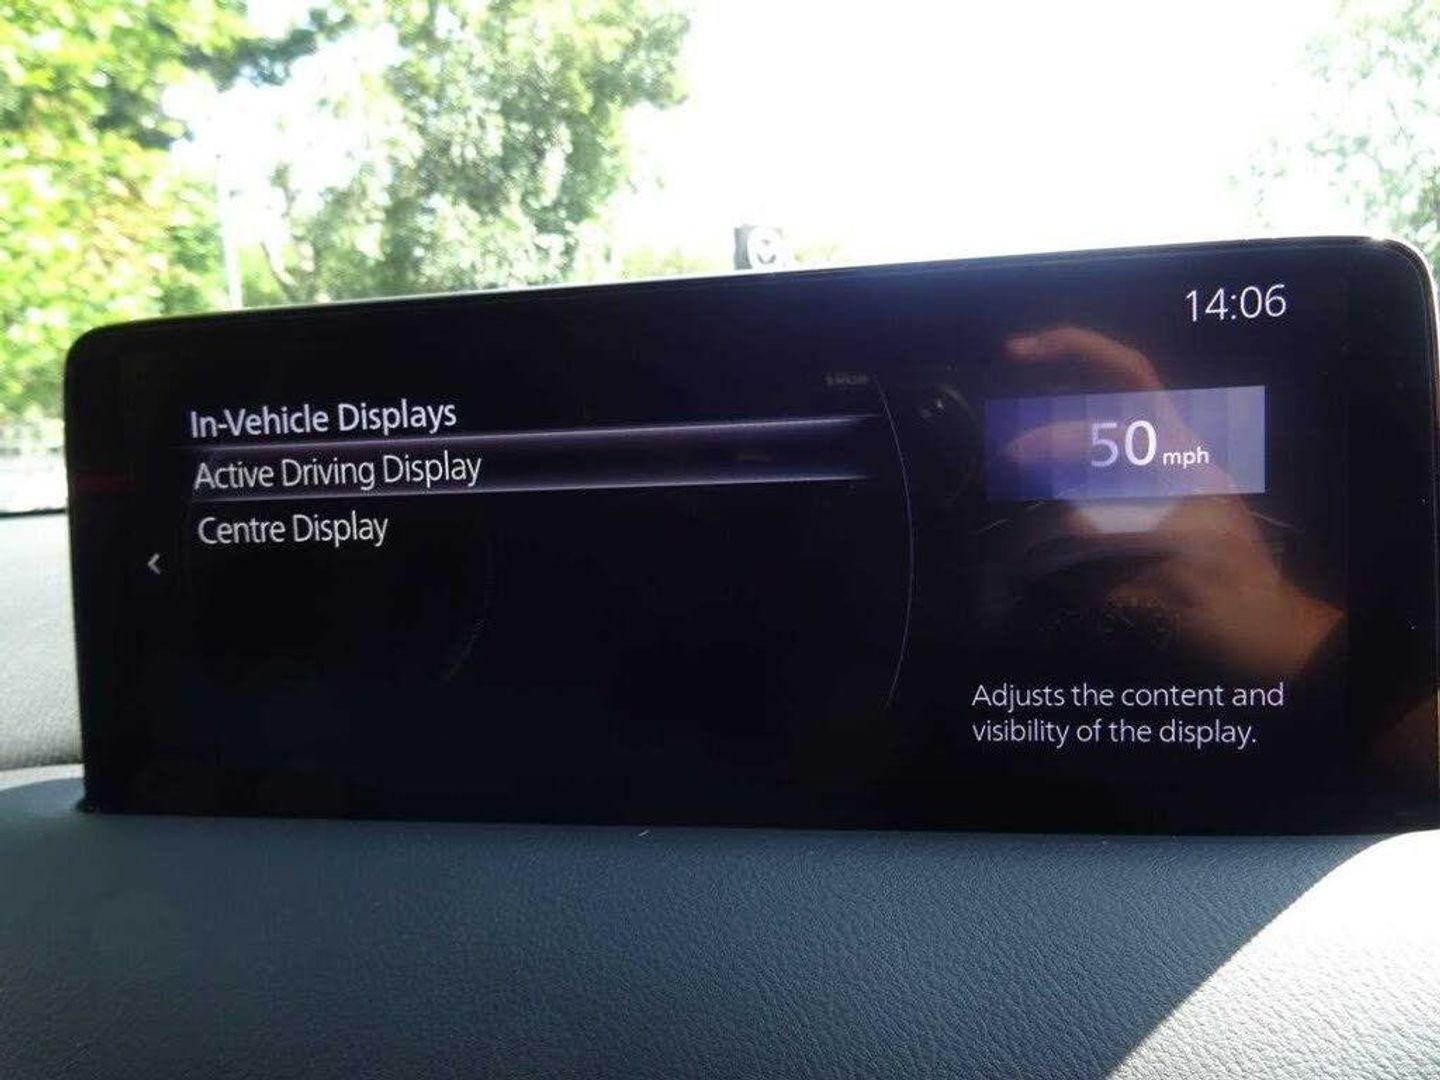 14:06
In-Vehicle Displays
Active Driving Display
Centre Display
50 mph
Adjusts the content and
visibility of the display.